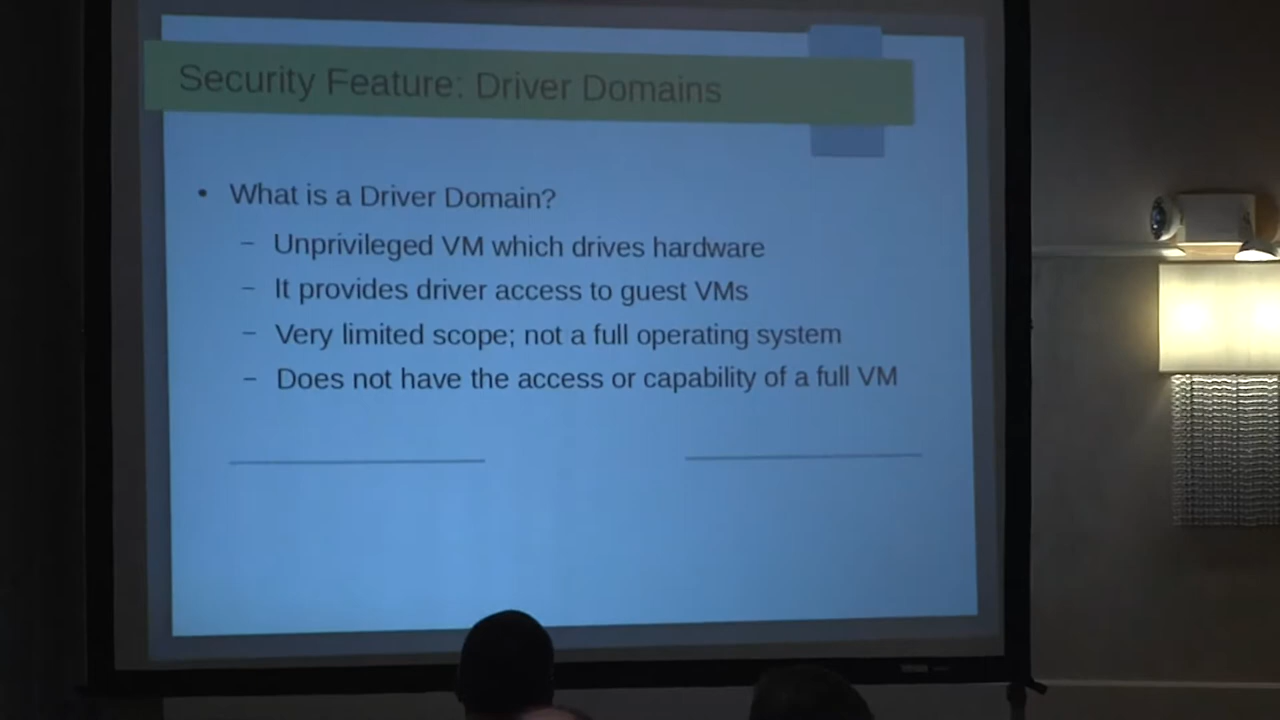 Security Feature: Driver Domains
• What is a Driver Domain?
– Unprivileged VM which drives hardware
– It provides driver access to guest VMs
– Very limited scope; not a full operating system
– Does not have the access or capability of a full VM